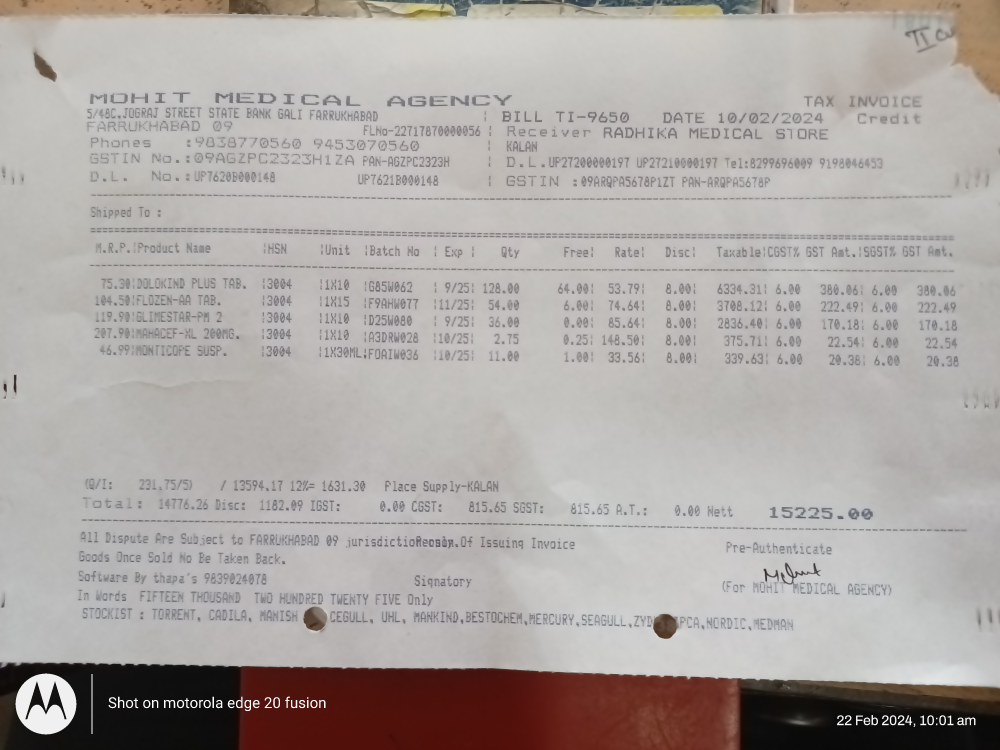 TI
MOHIT MEDICAL AGENCY
TAX INVOICE
5/48C,JOGRAJ STREET STATE BANK GALI FARRUKHABAD | BILL TI-9650 DATE 10/02/2024 Credit
FARRUKHABAD 09 FLNo-22717870000056 | Receiver RADHIKA MEDICAL STORE
Phones :9838770560 9453070560 | KALAN
GSTIN No.:09AGZPC2323H1ZA PAN-AGZPC2323H | D.L.UP27200000197 UP27210000197 Tel:8299696009 9198046453
D.L. No.:UP7620B000148 UP7621B000148 | GSTIN :09ARQPA5678P1ZT PAN-ARQPA5678P
Shipped To :
M.R.P.|Product Name |HSN |Unit |Batch No | Exp | Qty Free| Rate| Disc| Taxable|CGST% GST Amt.|SGST% GST Amt.
75.30|DOLOKIND PLUS TAB. |3004 |1X10 |G85W062 | 9/25| 128.00 64.00| 53.79| 8.00| 6334.31| 6.00 380.06| 6.00 380.06
104.50|FLOZEN-AA TAB. |3004 |1X15 |F9AHW077 |11/25| 54.00 6.00| 74.64| 8.00| 3708.12| 6.00 222.49| 6.00 222.49
119.90|GLIMESTAR-PM 2 |3004 |1X10 |D25W080 | 9/25| 36.00 0.00| 85.64| 8.00| 2836.40| 6.00 170.18| 6.00 170.18
207.90|MAHACEF-XL 200MG. |3004 |1X10 |A3DRW028 |10/25| 2.75 0.25| 148.50| 8.00| 375.71| 6.00 22.54| 6.00 22.54
46.99|MONTICOPE SUSP. |3004 |1X30ML|FOAIW036 |10/25| 11.00 1.00| 33.56| 8.00| 339.63| 6.00 20.38| 6.00 20.38
(Q/I: 231.75/5) / 13594.17 12%= 1631.30 Place Supply-KALAN
Total: 14776.26 Disc: 1182.09 IGST: 0.00 CGST: 815.65 SGST: 815.65 A.T.: 0.00 Nett 15225.00
All Dispute Are Subject to FARRUKHABAD 09 Of Issuing Invoice
Goods Once Sold No Be Taken Back.
Pre-Authenticate
Software By thapa's 9839024078 Signatory
(For MOHIT MEDICAL AGENCY)
In Words FIFTEEN THOUSAND TWO HUNDRED TWENTY FIVE Only
STOCKIST : TORRENT, CADILA, MANISH CEGULL, UHL, MANKIND,BESTOCHEM,MERCURY,SEAGULL,ZYD PCA,NORDIC,MEDMAN
Shot on motorola edge 20 fusion
22 Feb 2024, 10:01 am